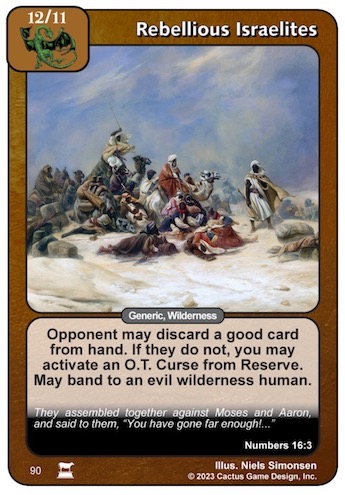 12/11
Rebellious Israelites
Generic, Wilderness
Opponent may discard a good card
from hand. If they do not, you may
activate an O.T. Curse from Reserve.
May band to an evil wilderness human.
They assembled together against Moses and Aaron,
and said to them, “You have gone far enough!...”
Numbers 16:3
Illus. Niels Simonsen
90
© 2023 Cactus Game Design, Inc.